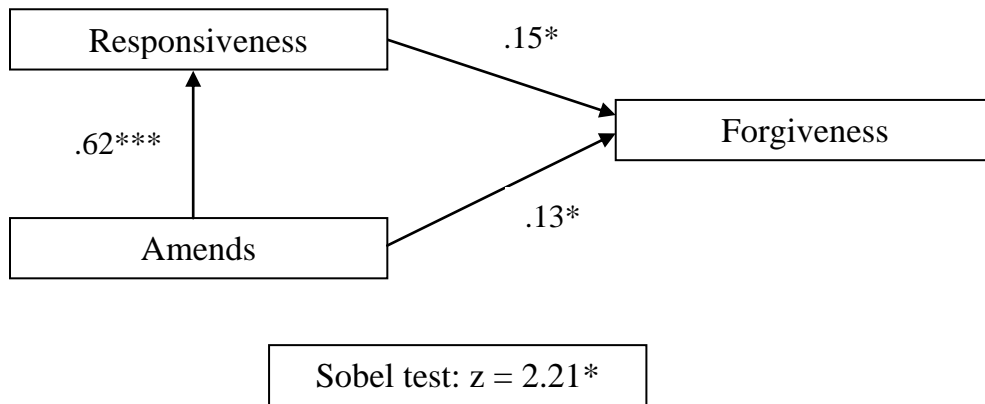 Responsiveness
.15*
Forgiveness
.62***
.13*
Amends
Sobel test: z = 2.21*